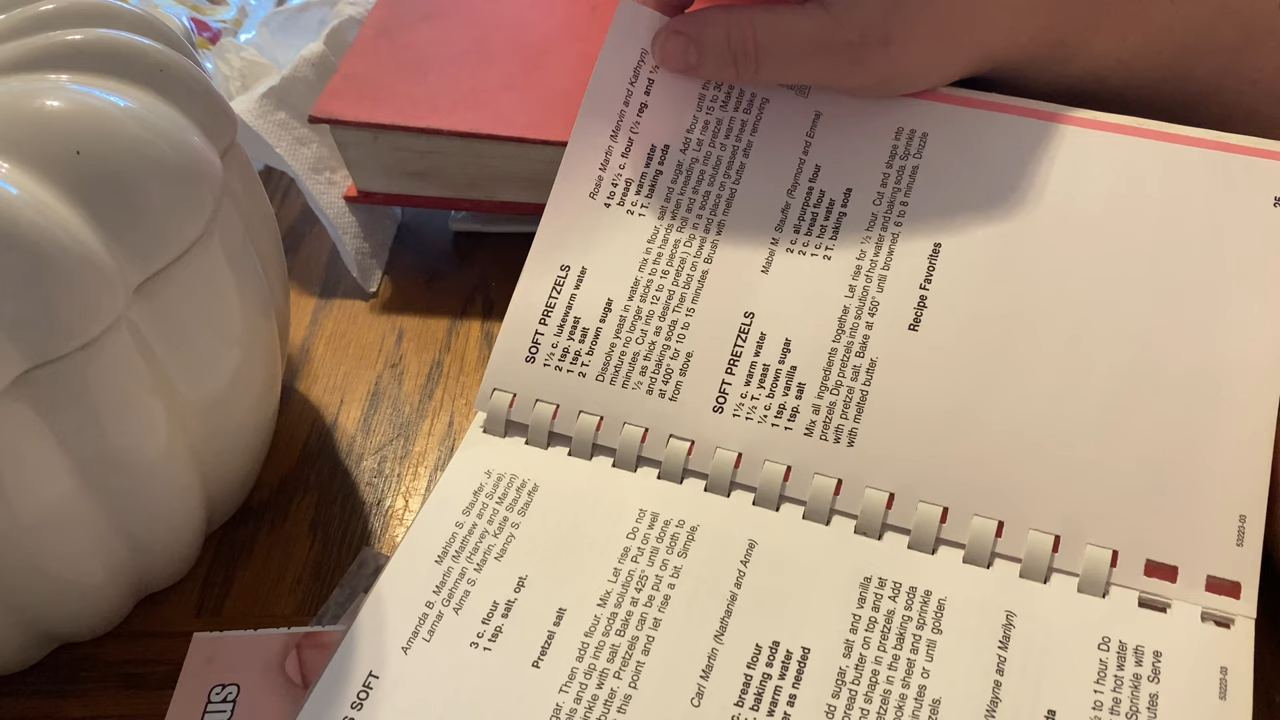 SOFT PRETZELS
Rosie Martin (Mervin and Kathryn)
1½ c. lukewarm water
2 tsp. yeast
1 tsp. salt
2 T. brown sugar
4 to 4½ c. flour (½ reg. and ½
bread)
2 c. warm water
1 T. baking soda
Dissolve yeast in water; mix in flour, salt and sugar. Add flour until
mixture no longer sticks to the hands when kneading. Let rise 15 to 30
minutes. Cut into 12 to 16 pieces. Roll and shape into pretzel. (Make
½ as thick as desired pretzel.) Dip in a soda solution of warm water
and baking soda. Then blot on towel and place on greased sheet. Bake
at 400° for 10 to 15 minutes. Brush with melted butter after removing
from stove.
SOFT PRETZELS
Mabel M. Stauffer (Raymond and Emma)
1½ c. warm water
1½ T. yeast
¼ c. brown sugar
1 tsp. vanilla
1 tsp. salt
2 c. all-purpose flour
2 c. bread flour
1 c. hot water
2 T. baking soda
Mix all ingredients together. Let rise for ½ hour. Cut and shape into
pretzels. Dip pretzels into solution of hot water and baking soda. Sprinkle
with pretzel salt. Bake at 450° until browned, 6 to 8 minutes. Drizzle
with melted butter.
Recipe Favorites
53223-03
25
SOFT
Mahlon S. Stauffer, Jr.
Amanda B. Martin (Matthew and Susie),
Lamar Gehman (Harvey and Marion)
Alma S. Martin, Katie Stauffer,
Nancy S. Stauffer
3 c. flour
1 tsp. salt, opt.
Pretzel salt
Then add flour. Mix. Let rise. Do not
and dip into soda solution. Put on well
with salt. Bake at 425° until done,
butter. Pretzels can be put on cloth to
this point and let rise a bit. Simple,
Carl Martin (Nathaniel and Anne)
c. bread flour
baking soda
warm water
as needed
sugar, salt and vanilla.
bread butter on top and let
and shape in pretzels. Add
pretzels in the baking soda
cookie sheet and sprinkle
minutes or until golden.
(Wayne and Marilyn)
to 1 hour. Do
the hot water
Sprinkle with
Serve
53223-03